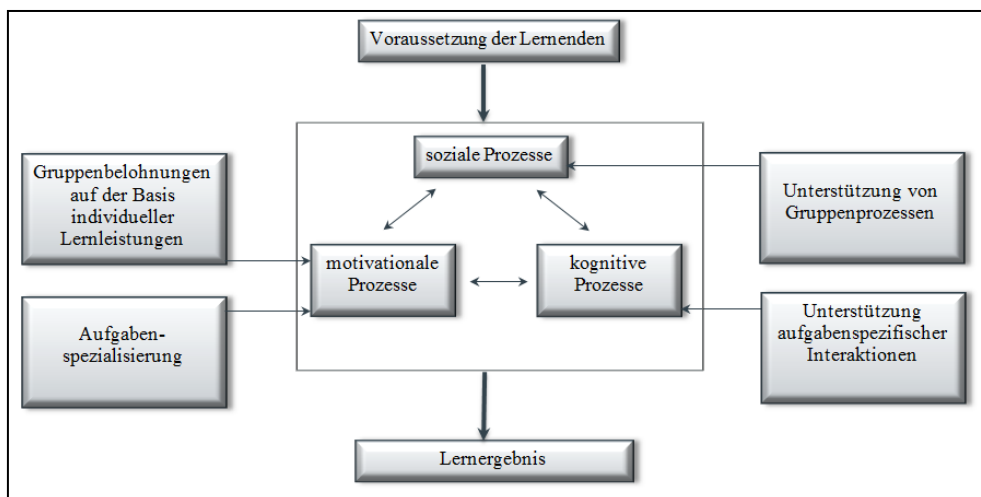 Voraussetzung der Lernenden
soziale Prozesse
Gruppenbelohnungen
auf der Basis
individueller
Lernleistungen
Unterstützung von
Gruppenprozessen
motivationale
Prozesse
kognitive
Prozesse
Aufgaben-
spezialisierung
Unterstützung
aufgabenspezifischer
Interaktionen
Lernergebnis